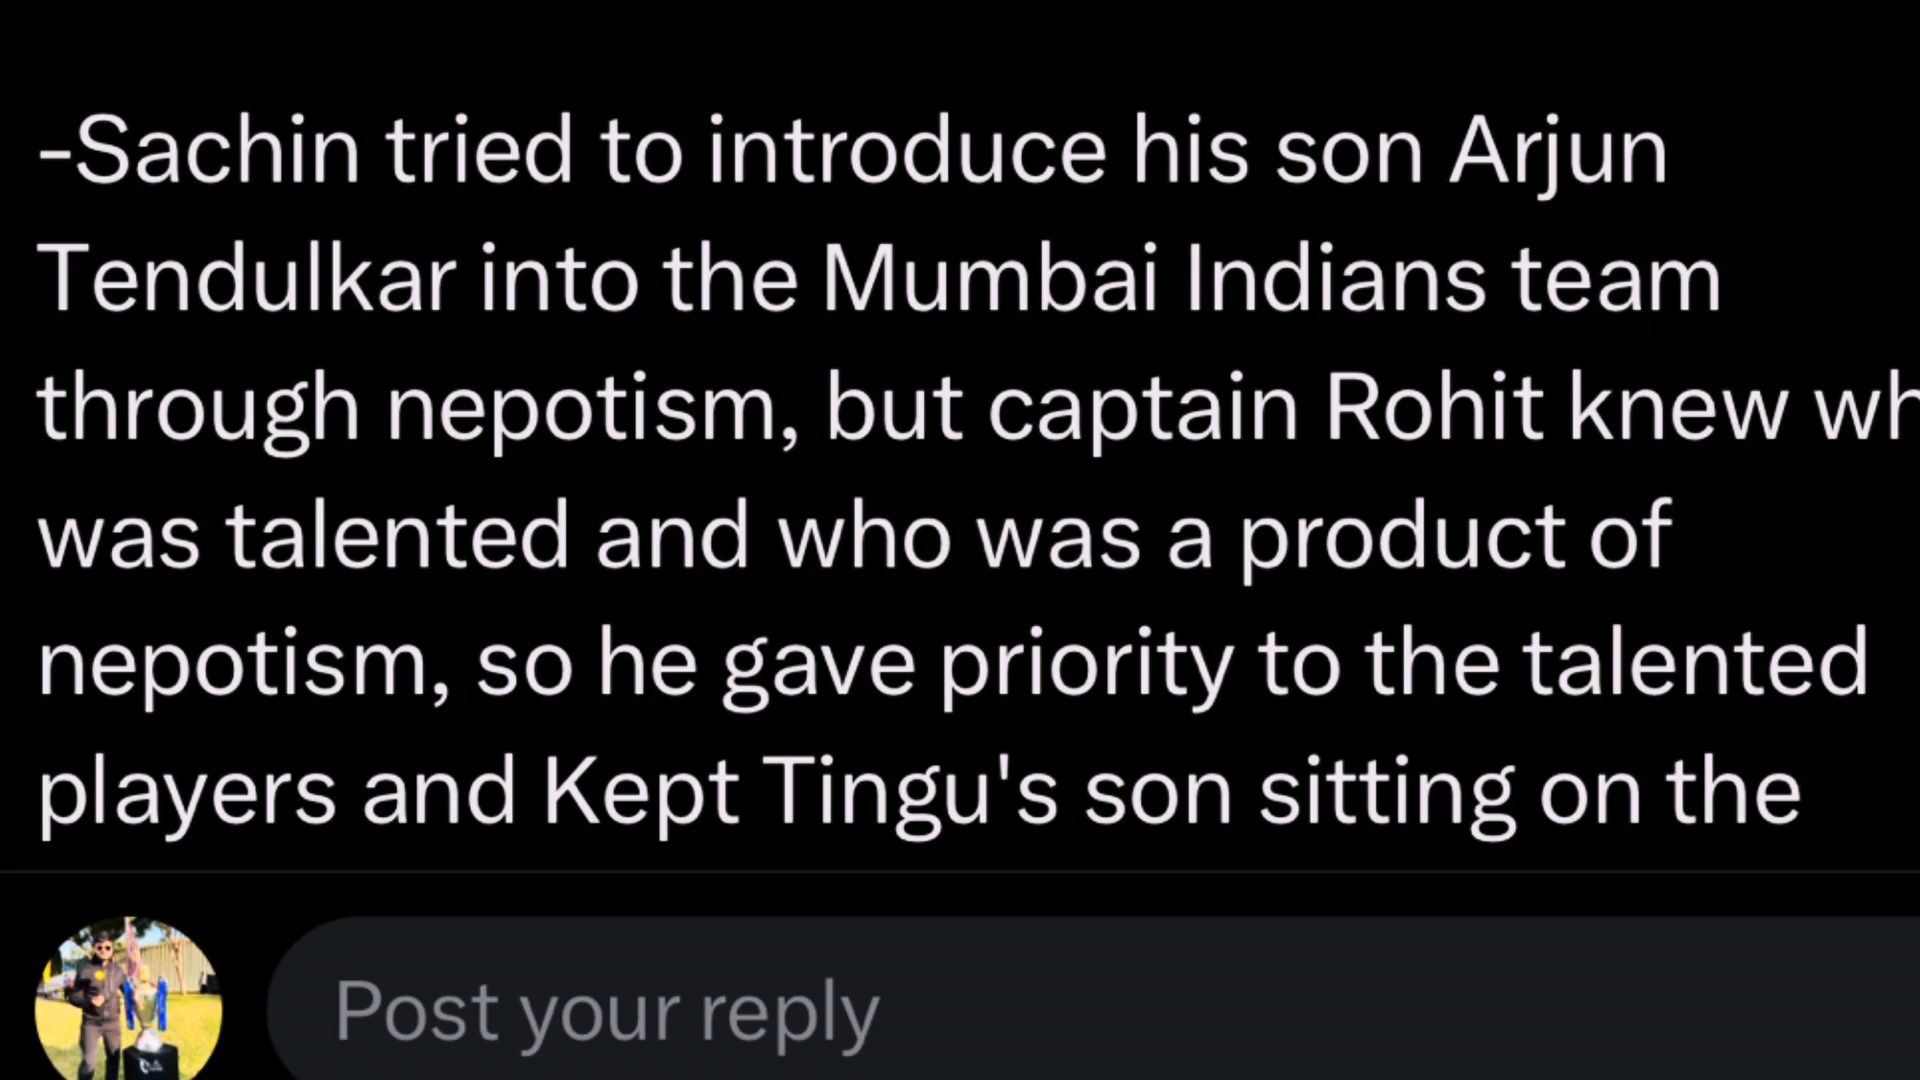 -Sachin tried to introduce his son Arjun
Tendulkar into the Mumbai Indians team
through nepotism, but captain Rohit knew
was talented and who was a product of
nepotism, so he gave priority to the talented
players and Kept Tingu's son sitting on the
Post your reply